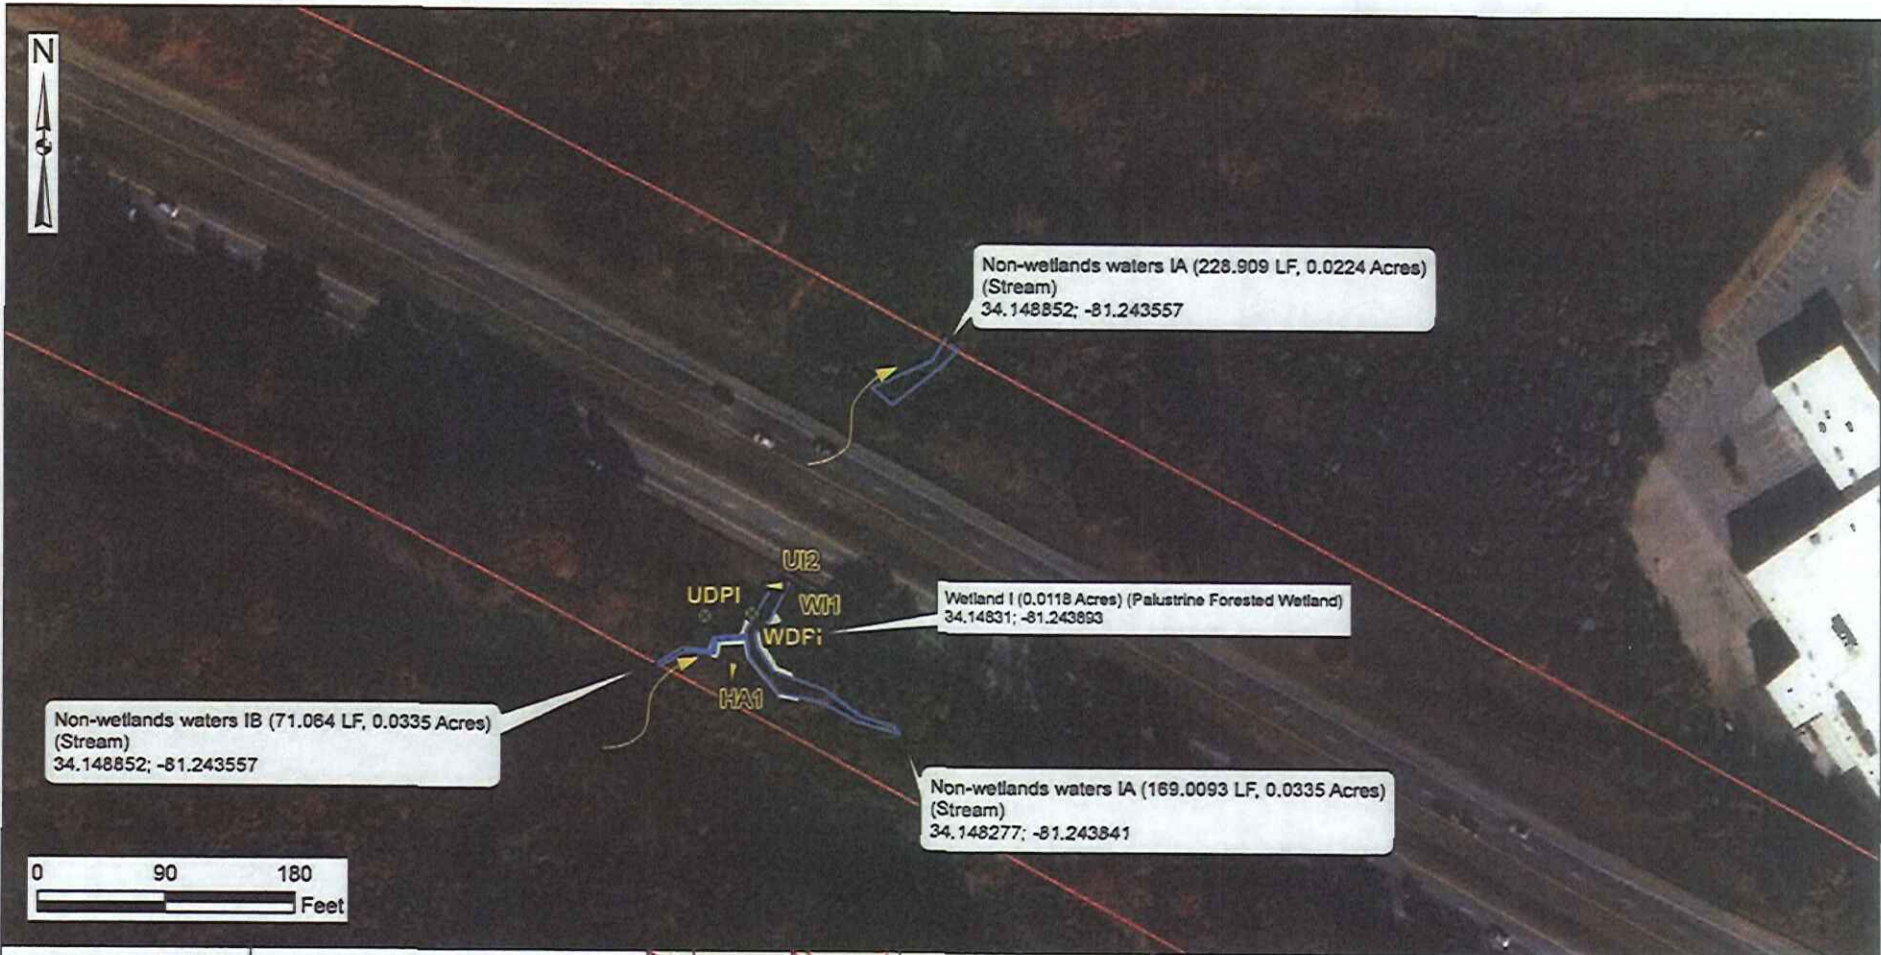 N
Non-wetlands waters IA (228.909 LF, 0.0224 Acres)
(Stream)
34.148852; -81.243557
UI2
UDPI
WI1
Wetland I (0.0118 Acres) (Palustrine Forested Wetland)
34.14831; -81.243893
WDPi
HA1
Non-wetlands waters IB (71.064 LF, 0.0335 Acres)
(Stream)
34.148852; -81.243557
Non-wetlands waters IA (169.0093 LF, 0.0335 Acres)
(Stream)
34.148277; -81.243841
0 90 180
Feet